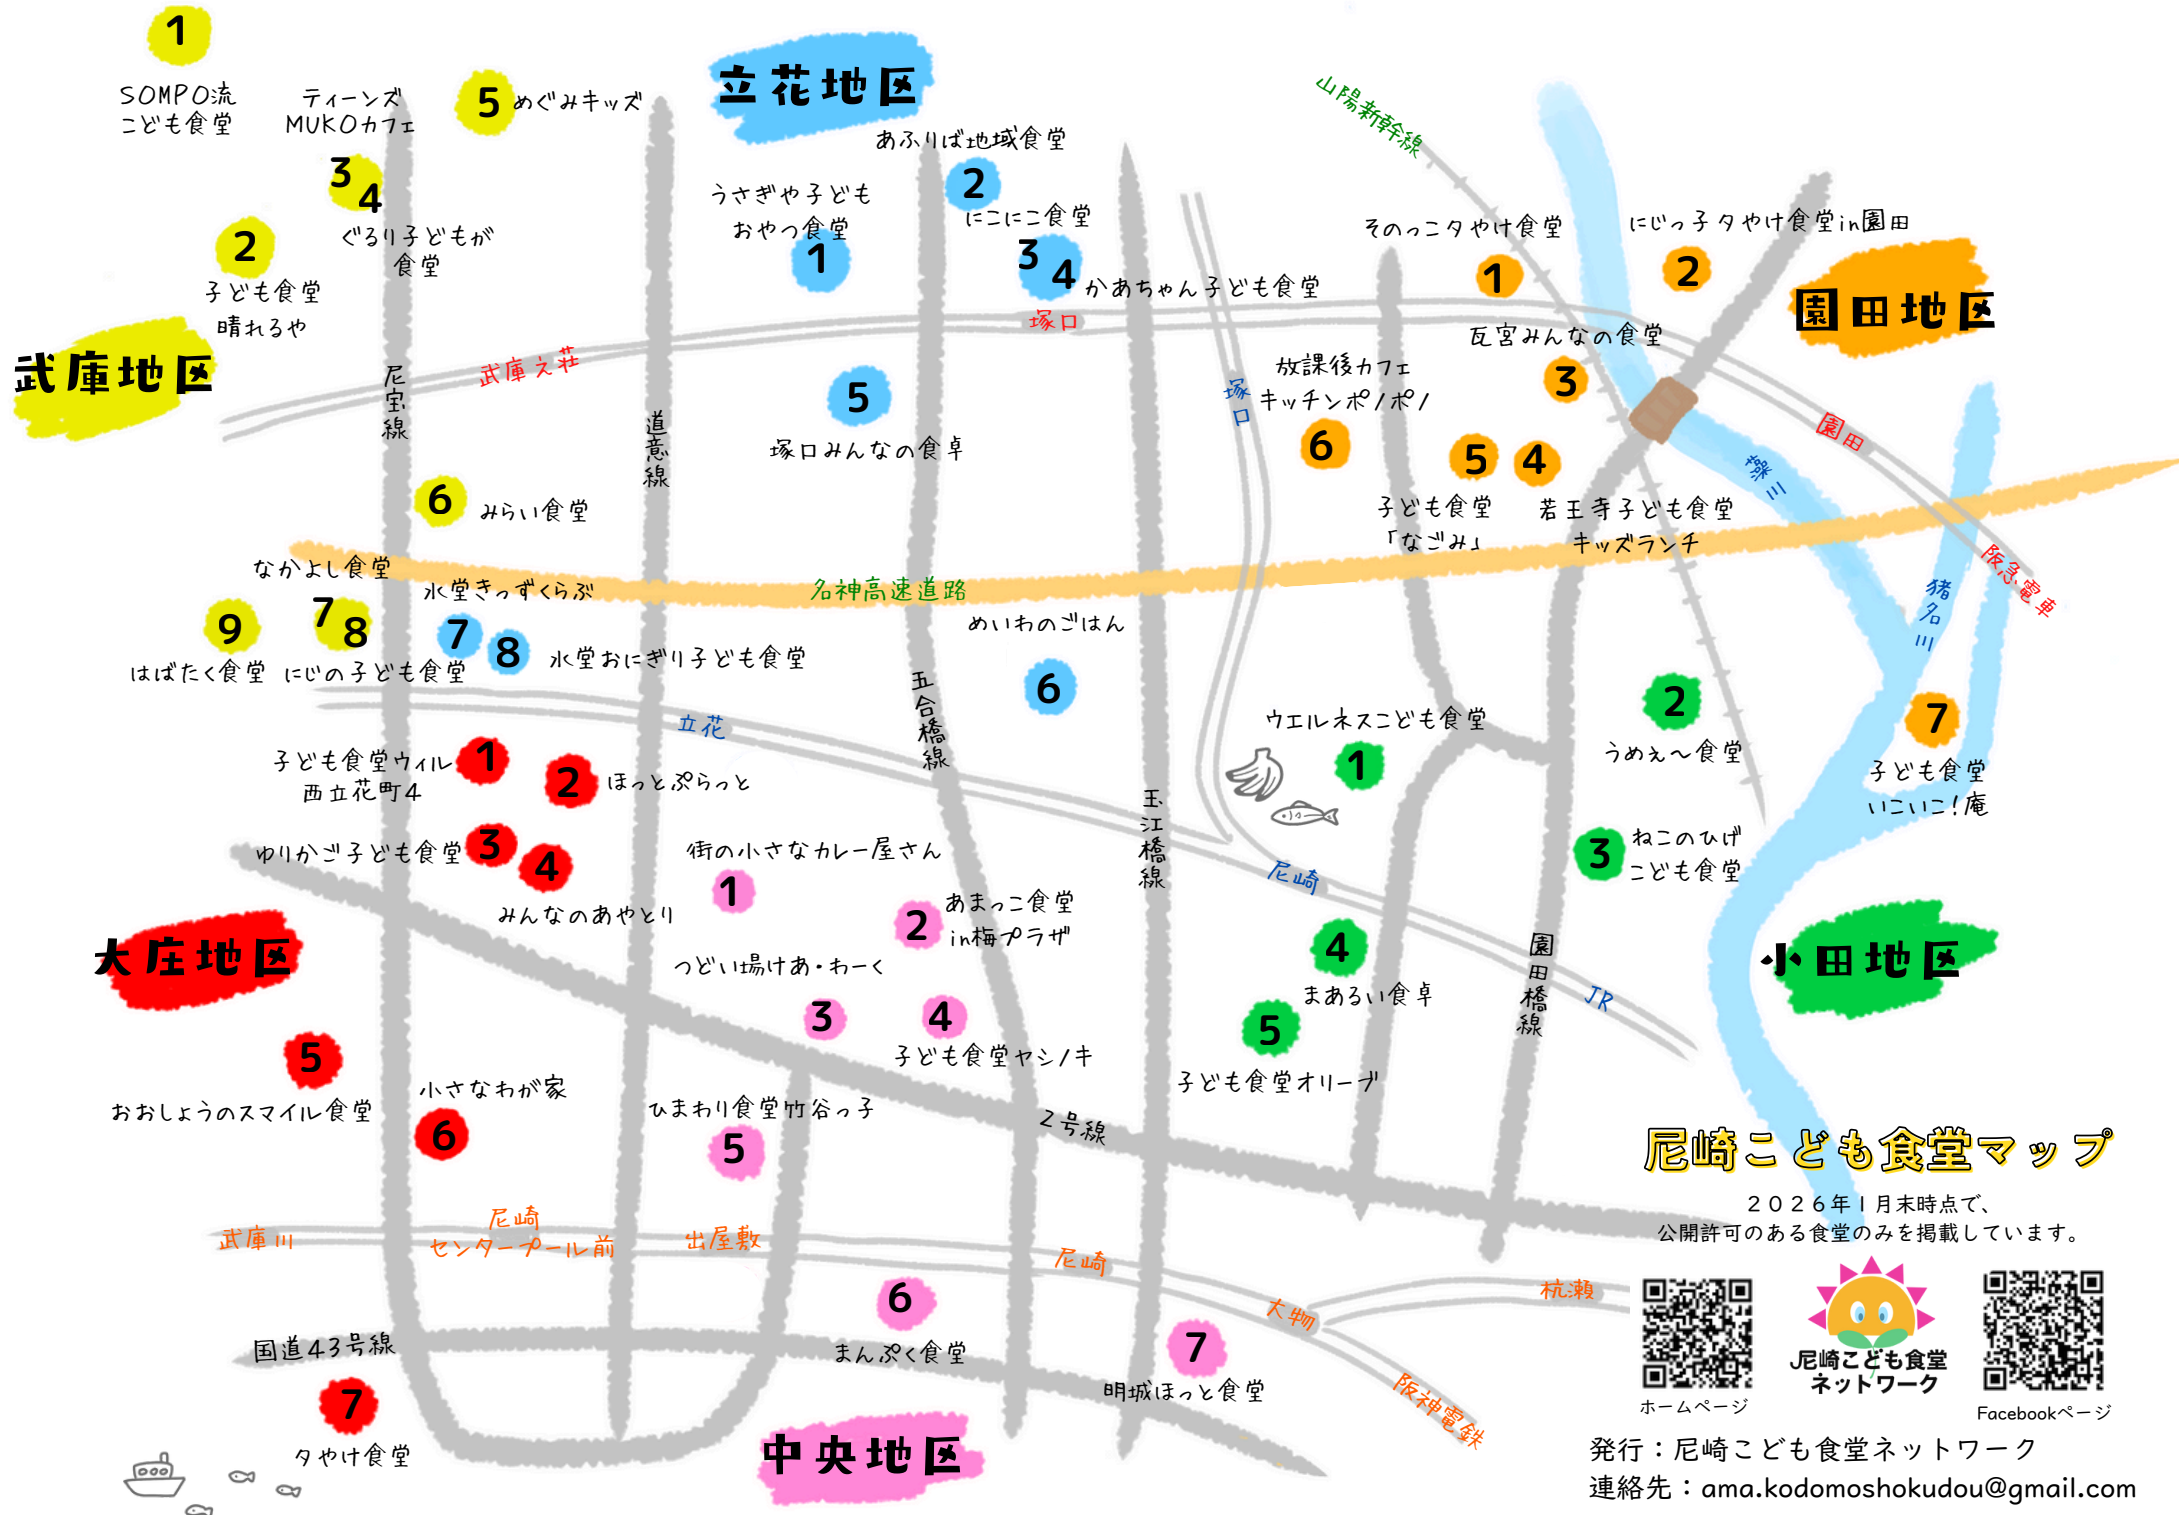 1
SOMPO流
こども食堂
ティーンズ
MUKOカフェ
5 めぐみキッズ
3
4
ぐるり子どもが
食堂
2
子ども食堂
晴れるや
武庫地区
立花地区
あふりば地域食堂
2
うさぎや子ども
おやつ食堂
1
にこにこ食堂
3
4
かあちゃん子ども食堂
塚口
武庫之荘
尼宝線
道意線
5
塚口みんなの食卓
山陽新幹線
そのっこ夕やけ食堂
1
にじっ子夕やけ食堂in園田
2
園田地区
瓦宮みんなの食堂
3
放課後カフェ
キッチンポノポノ
6
塚口
5
4
子ども食堂
「なごみ」
若王寺子ども食堂
キッズランチ
園田
藻川
猪名川
阪急電車
6
みらい食堂
なかよし食堂
水堂きっずくらぶ
名神高速道路
めいわのごはん
9
7
8
7
8
はばたく食堂
にじの子ども食堂
水堂おにぎり子ども食堂
6
五合橋線
立花
ウエルネスこども食堂
1
2
うめぇ～食堂
7
子ども食堂
いこいこ!庵
子ども食堂ウィル
西立花町4
1
2
ほっとぷらっと
ゆりかご子ども食堂
3
4
みんなのあやとり
街の小さなカレー屋さん
1
2
あまっこ食堂
in梅プラザ
玉江橋線
尼崎
3
ねこのひげ
こども食堂
大庄地区
つどい場けあ・わーく
3
4
子ども食堂ヤシノキ
4
まあるい食卓
5
子ども食堂オリーブ
園田橋線
JR
小田地区
5
おおしょうのスマイル食堂
小さなわが家
6
ひまわり食堂竹谷っ子
5
2号線
武庫川
尼崎
センタープール前
出屋敷
尼崎
大物
杭瀬
阪神電鉄
国道43号線
7
夕やけ食堂
6
まんぷく食堂
7
明城ほっと食堂
中央地区
尼崎こども食堂マップ
2026年1月末時点で、
公開許可のある食堂のみを掲載しています。
尼崎こども食堂
ネットワーク
ホームページ
Facebookページ
発行：尼崎こども食堂ネットワーク
連絡先：ama.kodomoshokudou@gmail.com